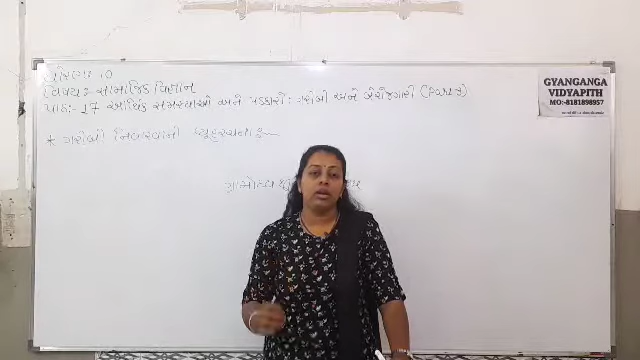 ધોરણ : 10
વિષય : સામાજિક વિજ્ઞાન
પાઠ :- 17 આર્થિક સમસ્યાઓ અને પડકારો : ગરીબી અને બેરોજગારી (Part
* ગરીબી નિવારવાની વ્યૂહરચના :-
GYANGANGA
VIDYAPITH
MO:-8181898957